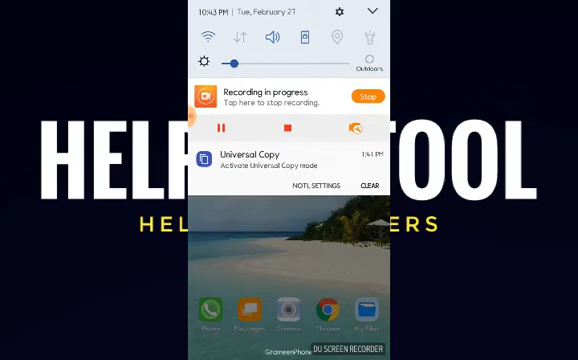 10:43 PM | Tue, February 27
Outdoors
Recording in progress
Tap here to stop recording.
Stop
Universal Copy
1:41 PM
Activate Universal Copy mode
NOTI. SETTINGS
CLEAR
HELP
TOOL
HEL
ERS
Phone
Messages
Camera
Chrome
My Files
GrameenPhone
DU SCREEN RECORDER